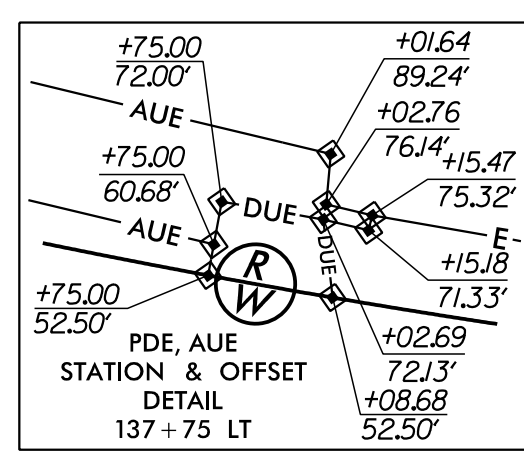 +75.00
72.00'
+01.64
89.24'
AUE
+02.76
76.14'
+75.00
60.68'
+15.47
75.32'
DUE
AUE
DUE
E
R
W
+15.18
71.33'
+75.00
52.50'
+02.69
72.13'
PDE, AUE
STATION & OFFSET
DETAIL
137+75 LT
+08.68
52.50'